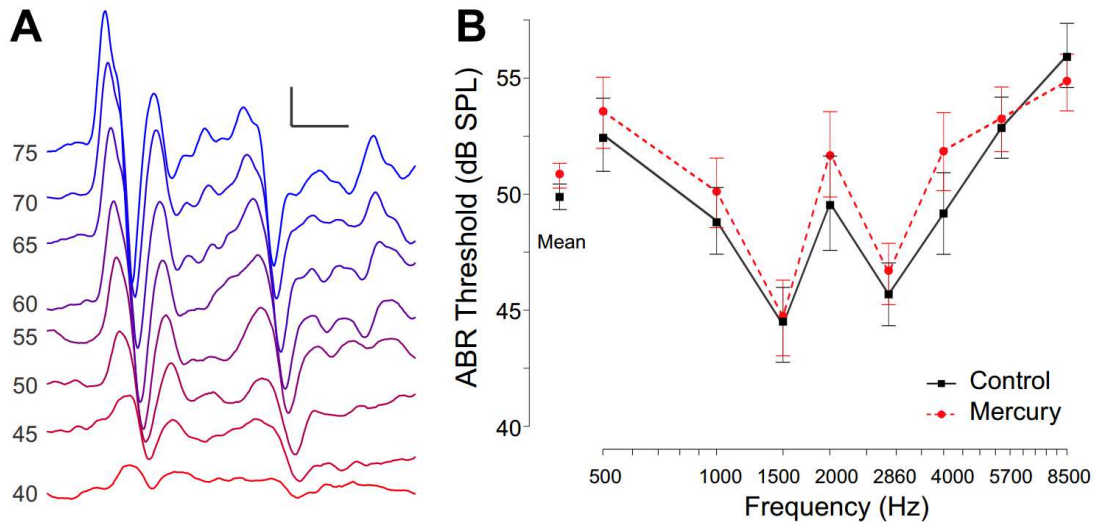 A
75
70
65
60
55
50
45
40
B
ABR Threshold (dB SPL)
55
50
45
40
Mean
Control
Mercury
500 1000 1500 2000 2860 4000 5700 8500
Frequency (Hz)